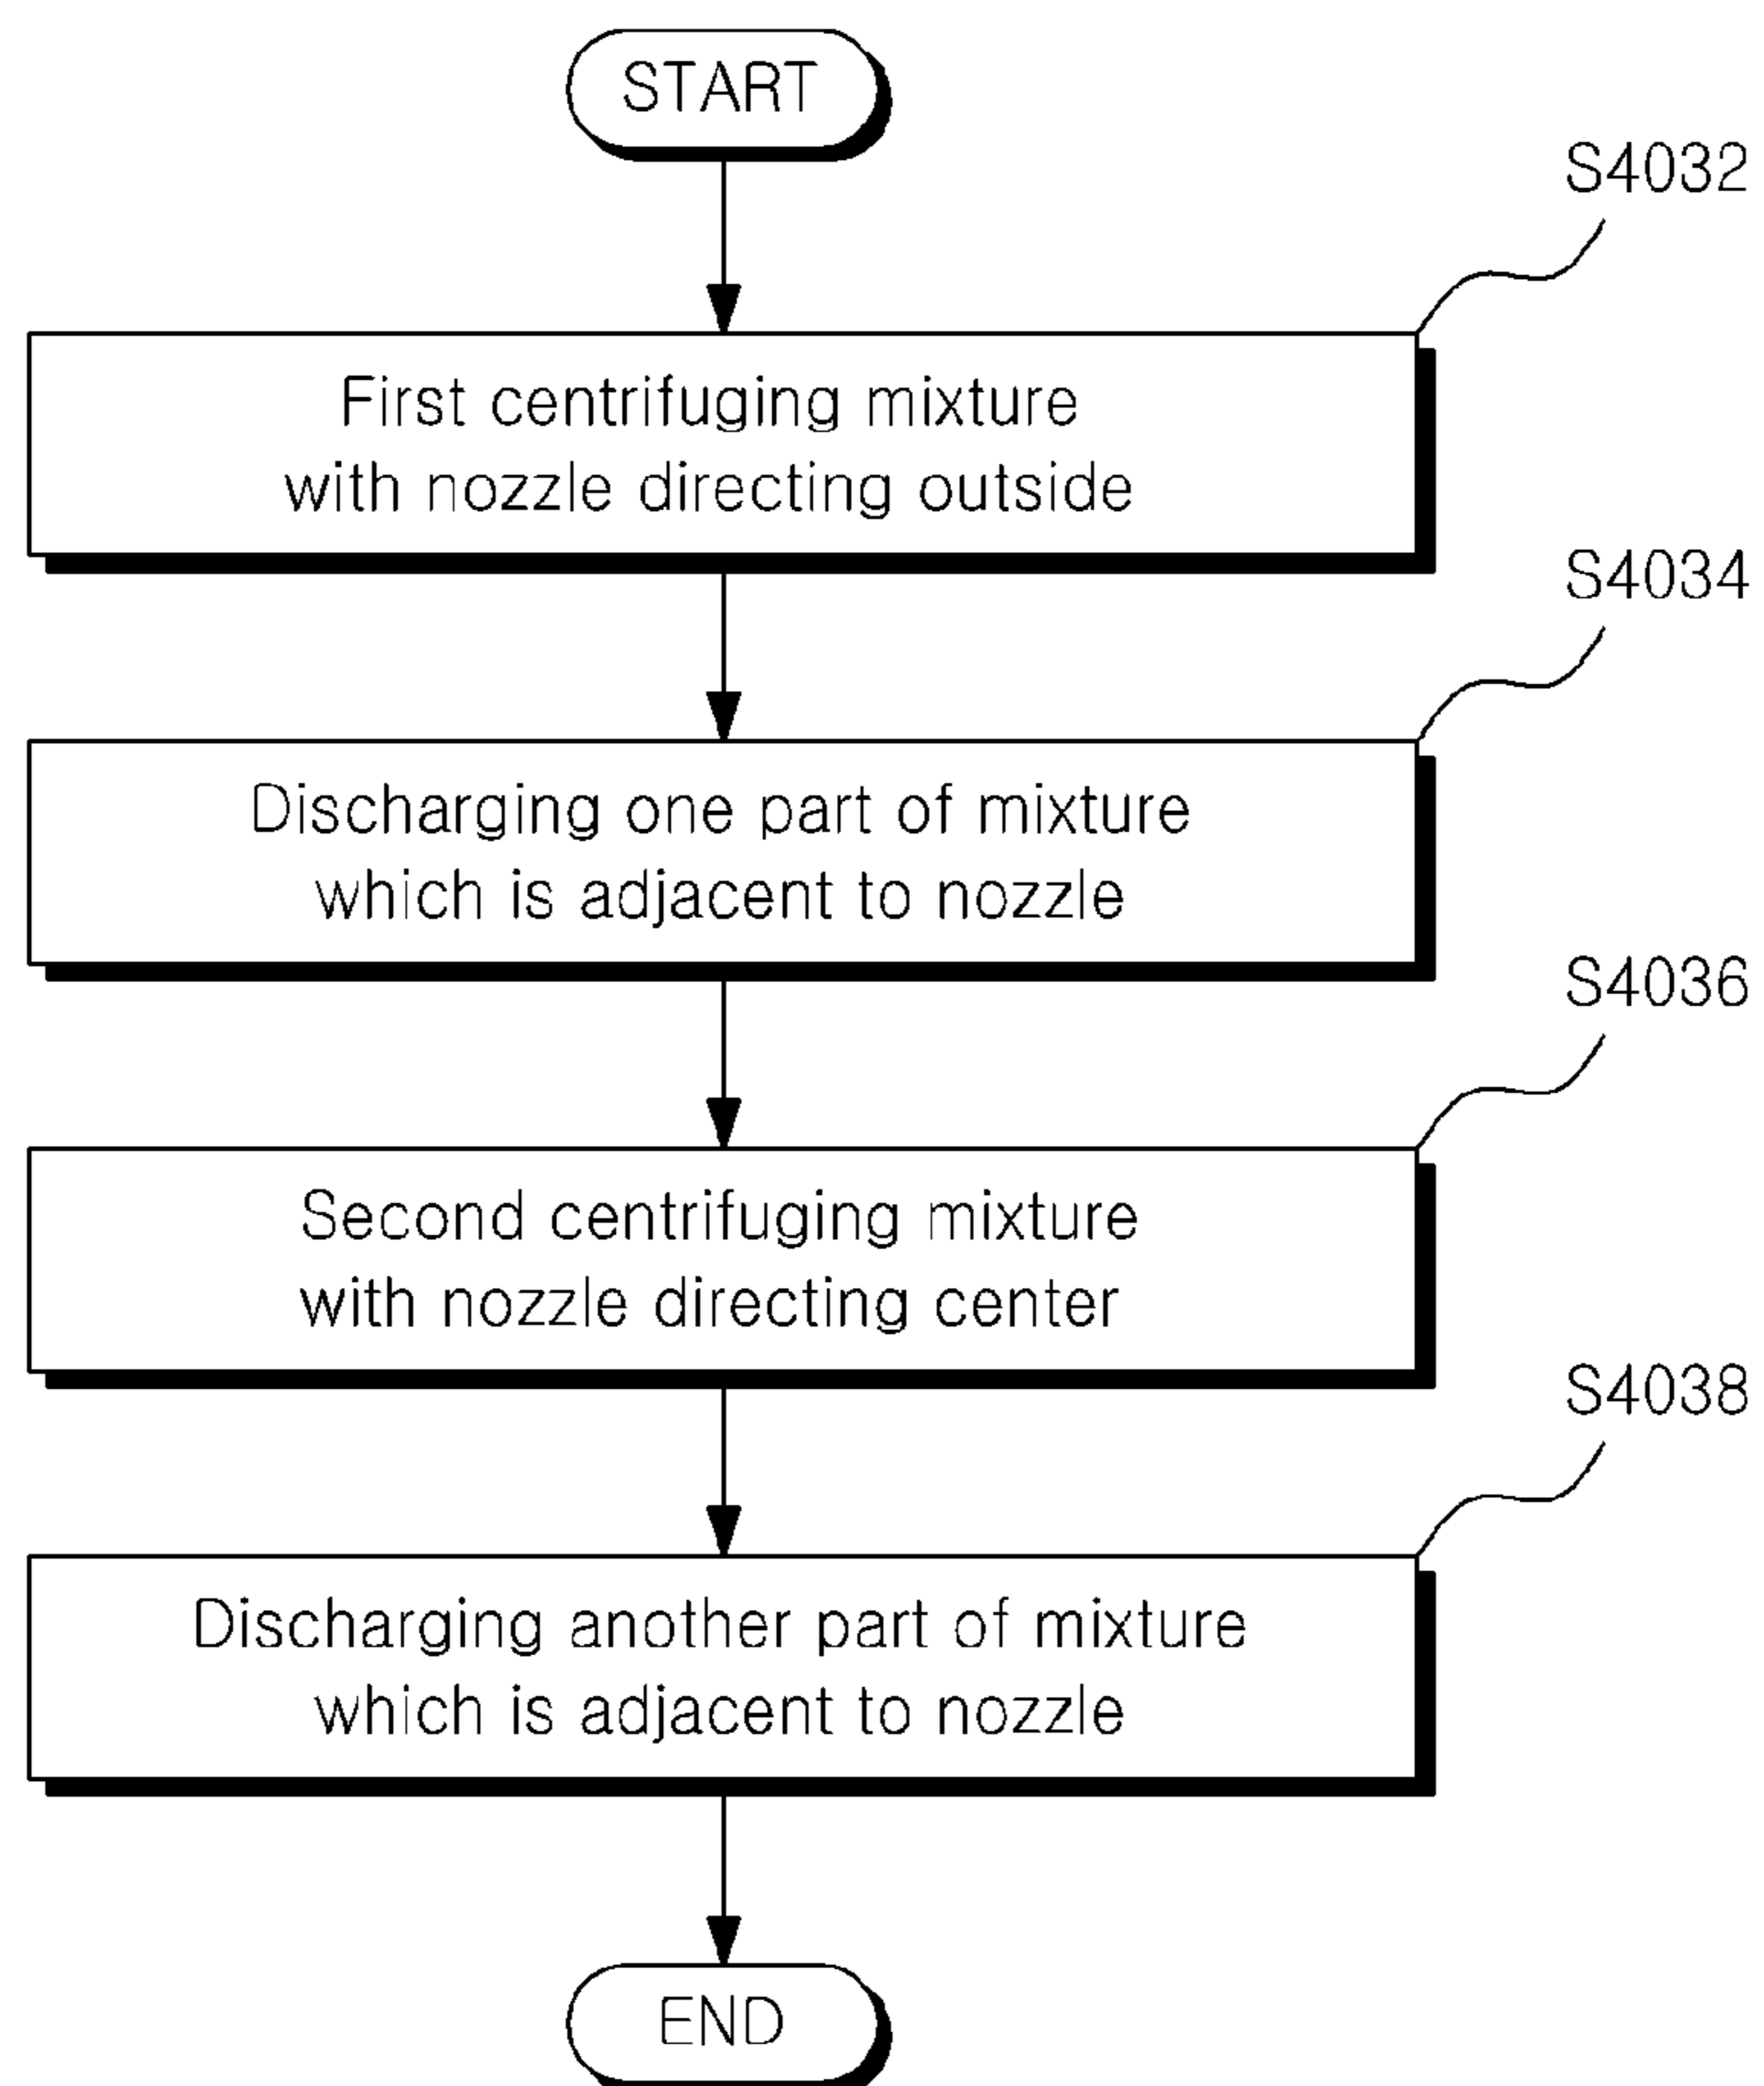 START
S4032
First centrifuging mixture
with nozzle directing outside
S4034
Discharging one part of mixture
which is adjacent to nozzle
S4036
Second centrifuging mixture
with nozzle directing center
S4038
Discharging another part of mixture
which is adjacent to nozzle
END